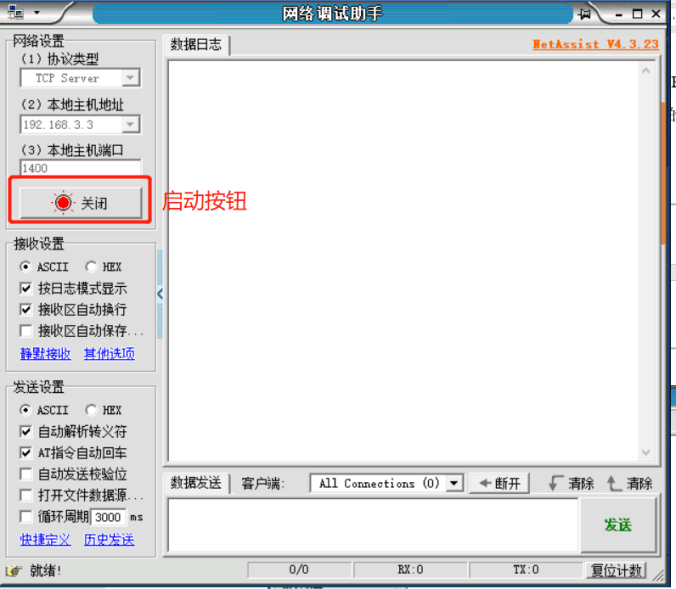 网络调试助手
网络设置
(1) 协议类型
TCP Server
(2) 本地主机地址
192.168.3.3
(3) 本地主机端口
1400
关闭
启动按钮
接收设置
ASCII HEX
按日志模式显示
接收区自动换行
接收区自动保存...
静默接收 其他选项
发送设置
ASCII HEX
自动解析转义符
AT指令自动回车
自动发送校验位
打开文件数据源...
循环周期 3000 ms
快捷定义 历史发送
数据日志
NetAssist V4.3.23
数据发送 客户端: All Connections (0) 断开 清除 清除
发送
就绪! 0/0 RX:0 TX:0 复位计数